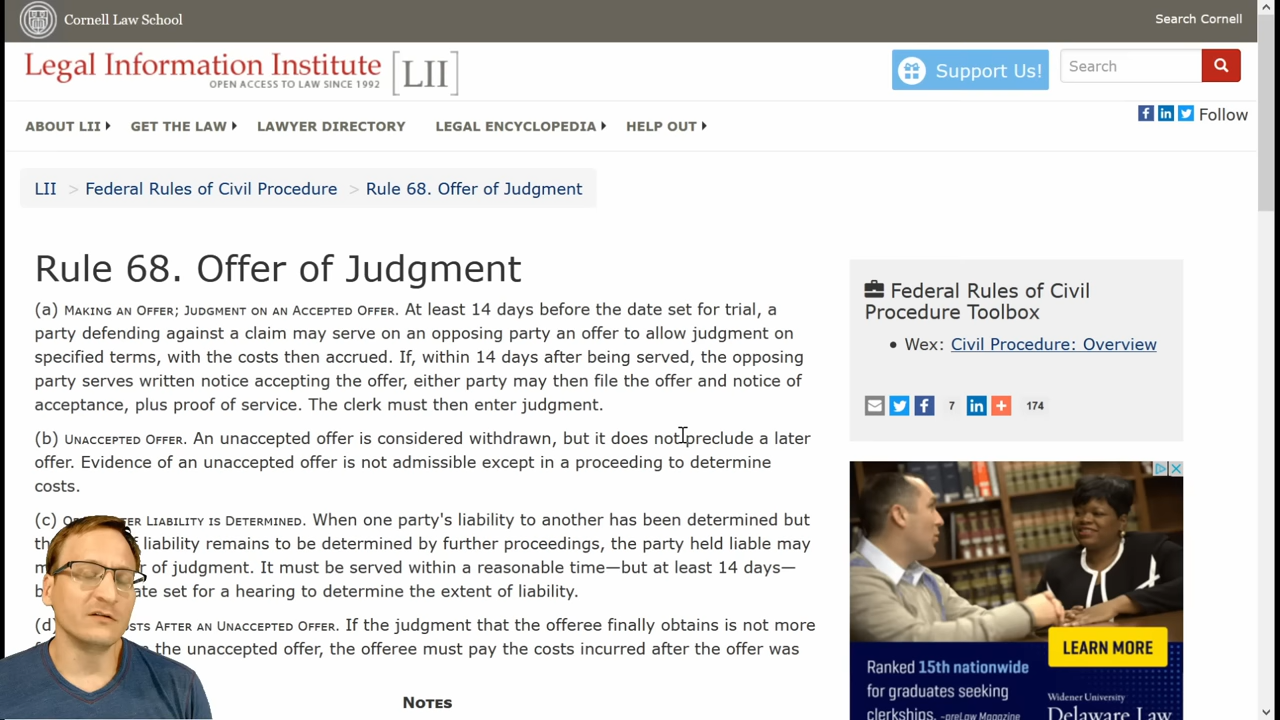 Cornell Law School
Search Cornell
Legal Information Institute [LII]
OPEN ACCESS TO LAW SINCE 1992
Support Us!
Search
Follow
ABOUT LII
GET THE LAW
LAWYER DIRECTORY
LEGAL ENCYCLOPEDIA
HELP OUT
LII > Federal Rules of Civil Procedure > Rule 68. Offer of Judgment
Rule 68. Offer of Judgment
(a) MAKING AN OFFER; JUDGMENT ON AN ACCEPTED OFFER. At least 14 days before the date set for trial, a
party defending against a claim may serve on an opposing party an offer to allow judgment on
specified terms, with the costs then accrued. If, within 14 days after being served, the opposing
party serves written notice accepting the offer, either party may then file the offer and notice of
acceptance, plus proof of service. The clerk must then enter judgment.
(b) UNACCEPTED OFFER. An unaccepted offer is considered withdrawn, but it does not preclude a later
offer. Evidence of an unaccepted offer is not admissible except in a proceeding to determine
costs.
(c) LIABILITY IS DETERMINED. When one party's liability to another has been determined but
liability remains to be determined by further proceedings, the party held liable may
of judgment. It must be served within a reasonable time—but at least 14 days—
set for a hearing to determine the extent of liability.
(d) AFTER AN UNACCEPTED OFFER. If the judgment that the offeree finally obtains is not more
the unaccepted offer, the offeree must pay the costs incurred after the offer was
NOTES
Federal Rules of Civil
Procedure Toolbox
• Wex: Civil Procedure: Overview
7
174
LEARN MORE
Ranked 15th nationwide
for graduates seeking
clerkships. -preLaw Magazine
Widener University
Delaware Law